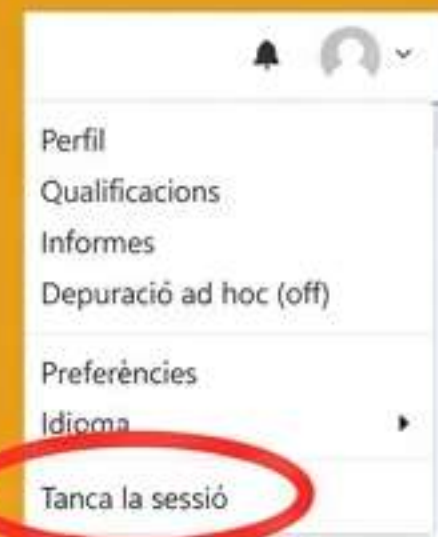 Perfil
Qualificacions
Informes
Depuració ad hoc (off)
Preferències
Idioma
Tanca la sessió